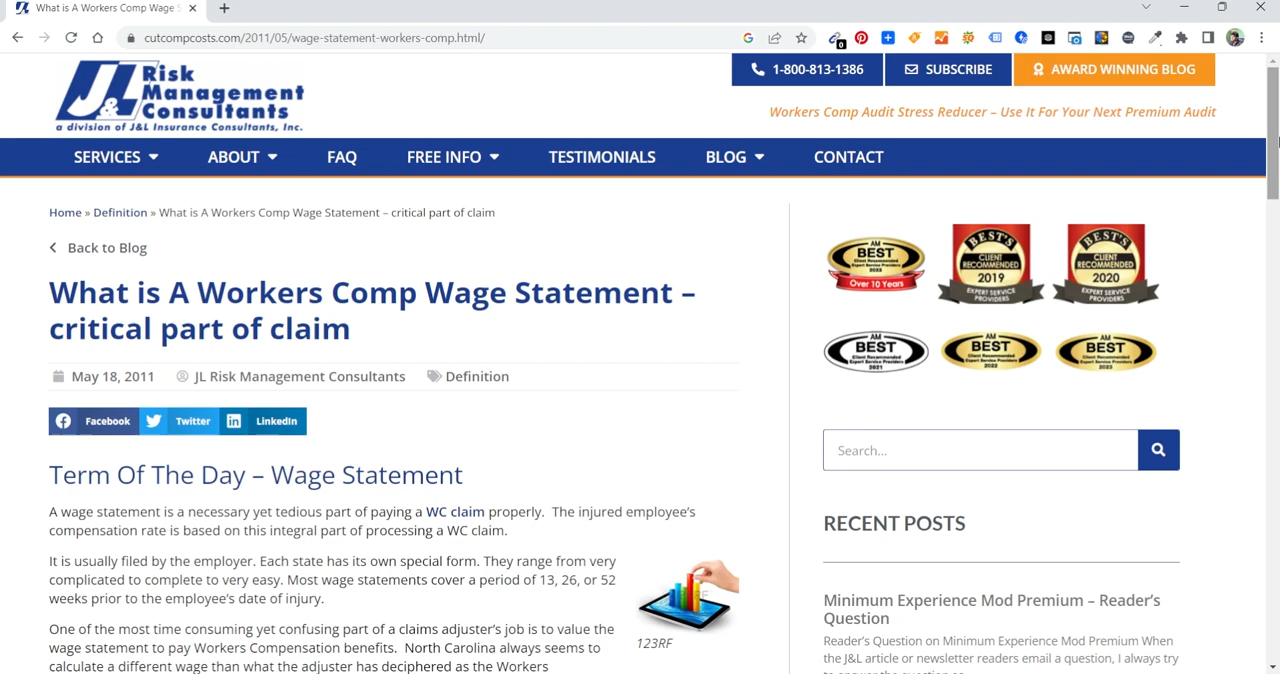 What is A Workers Comp Wage S
cutcompcosts.com/2011/05/wage-statement-workers-comp.html/
0
J&L Risk
Management
Consultants
a division of J&L Insurance Consultants, Inc.
1-800-813-1386
SUBSCRIBE
AWARD WINNING BLOG
Workers Comp Audit Stress Reducer – Use It For Your Next Premium Audit
SERVICES
ABOUT
FAQ
FREE INFO
TESTIMONIALS
BLOG
CONTACT
Home » Definition » What is A Workers Comp Wage Statement – critical part of claim
Back to Blog
What is A Workers Comp Wage Statement –
critical part of claim
May 18, 2011
JL Risk Management Consultants
Definition
Facebook
Twitter
LinkedIn
Term Of The Day – Wage Statement
A wage statement is a necessary yet tedious part of paying a WC claim properly. The injured employee's
compensation rate is based on this integral part of processing a WC claim.
It is usually filed by the employer. Each state has its own special form. They range from very
complicated to complete to very easy. Most wage statements cover a period of 13, 26, or 52
weeks prior to the employee's date of injury.
123RF
One of the most time consuming yet confusing part of a claims adjuster's job is to value the
wage statement to pay Workers Compensation benefits. North Carolina always seems to
calculate a different wage than what the adjuster has deciphered as the Workers
AM
BEST
Client Recommended
Expert Service Providers
2023
Over 10 Years
BEST'S
CLIENT
RECOMMENDED
2019
EXPERT SERVICE
PROVIDERS
BEST'S
CLIENT
RECOMMENDED
2020
EXPERT SERVICE
PROVIDERS
AM
BEST
2021
AM
BEST
2022
AM
BEST
2023
Search...
RECENT POSTS
Minimum Experience Mod Premium – Reader's
Question
Reader's Question on Minimum Experience Mod Premium When
the J&L article or newsletter readers email a question, I always try